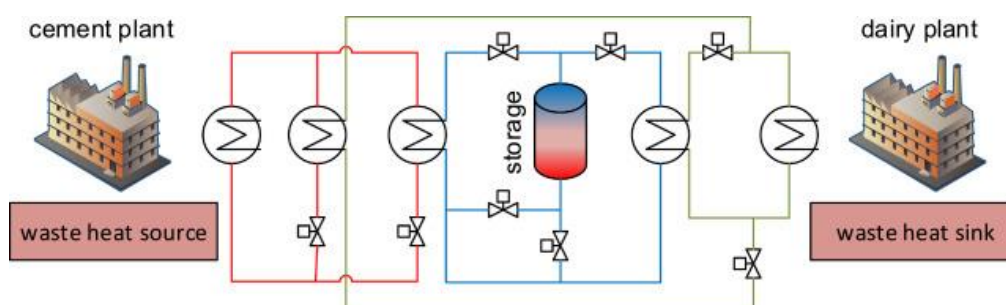 cement plant
dairy plant
storage
waste heat source
waste heat sink